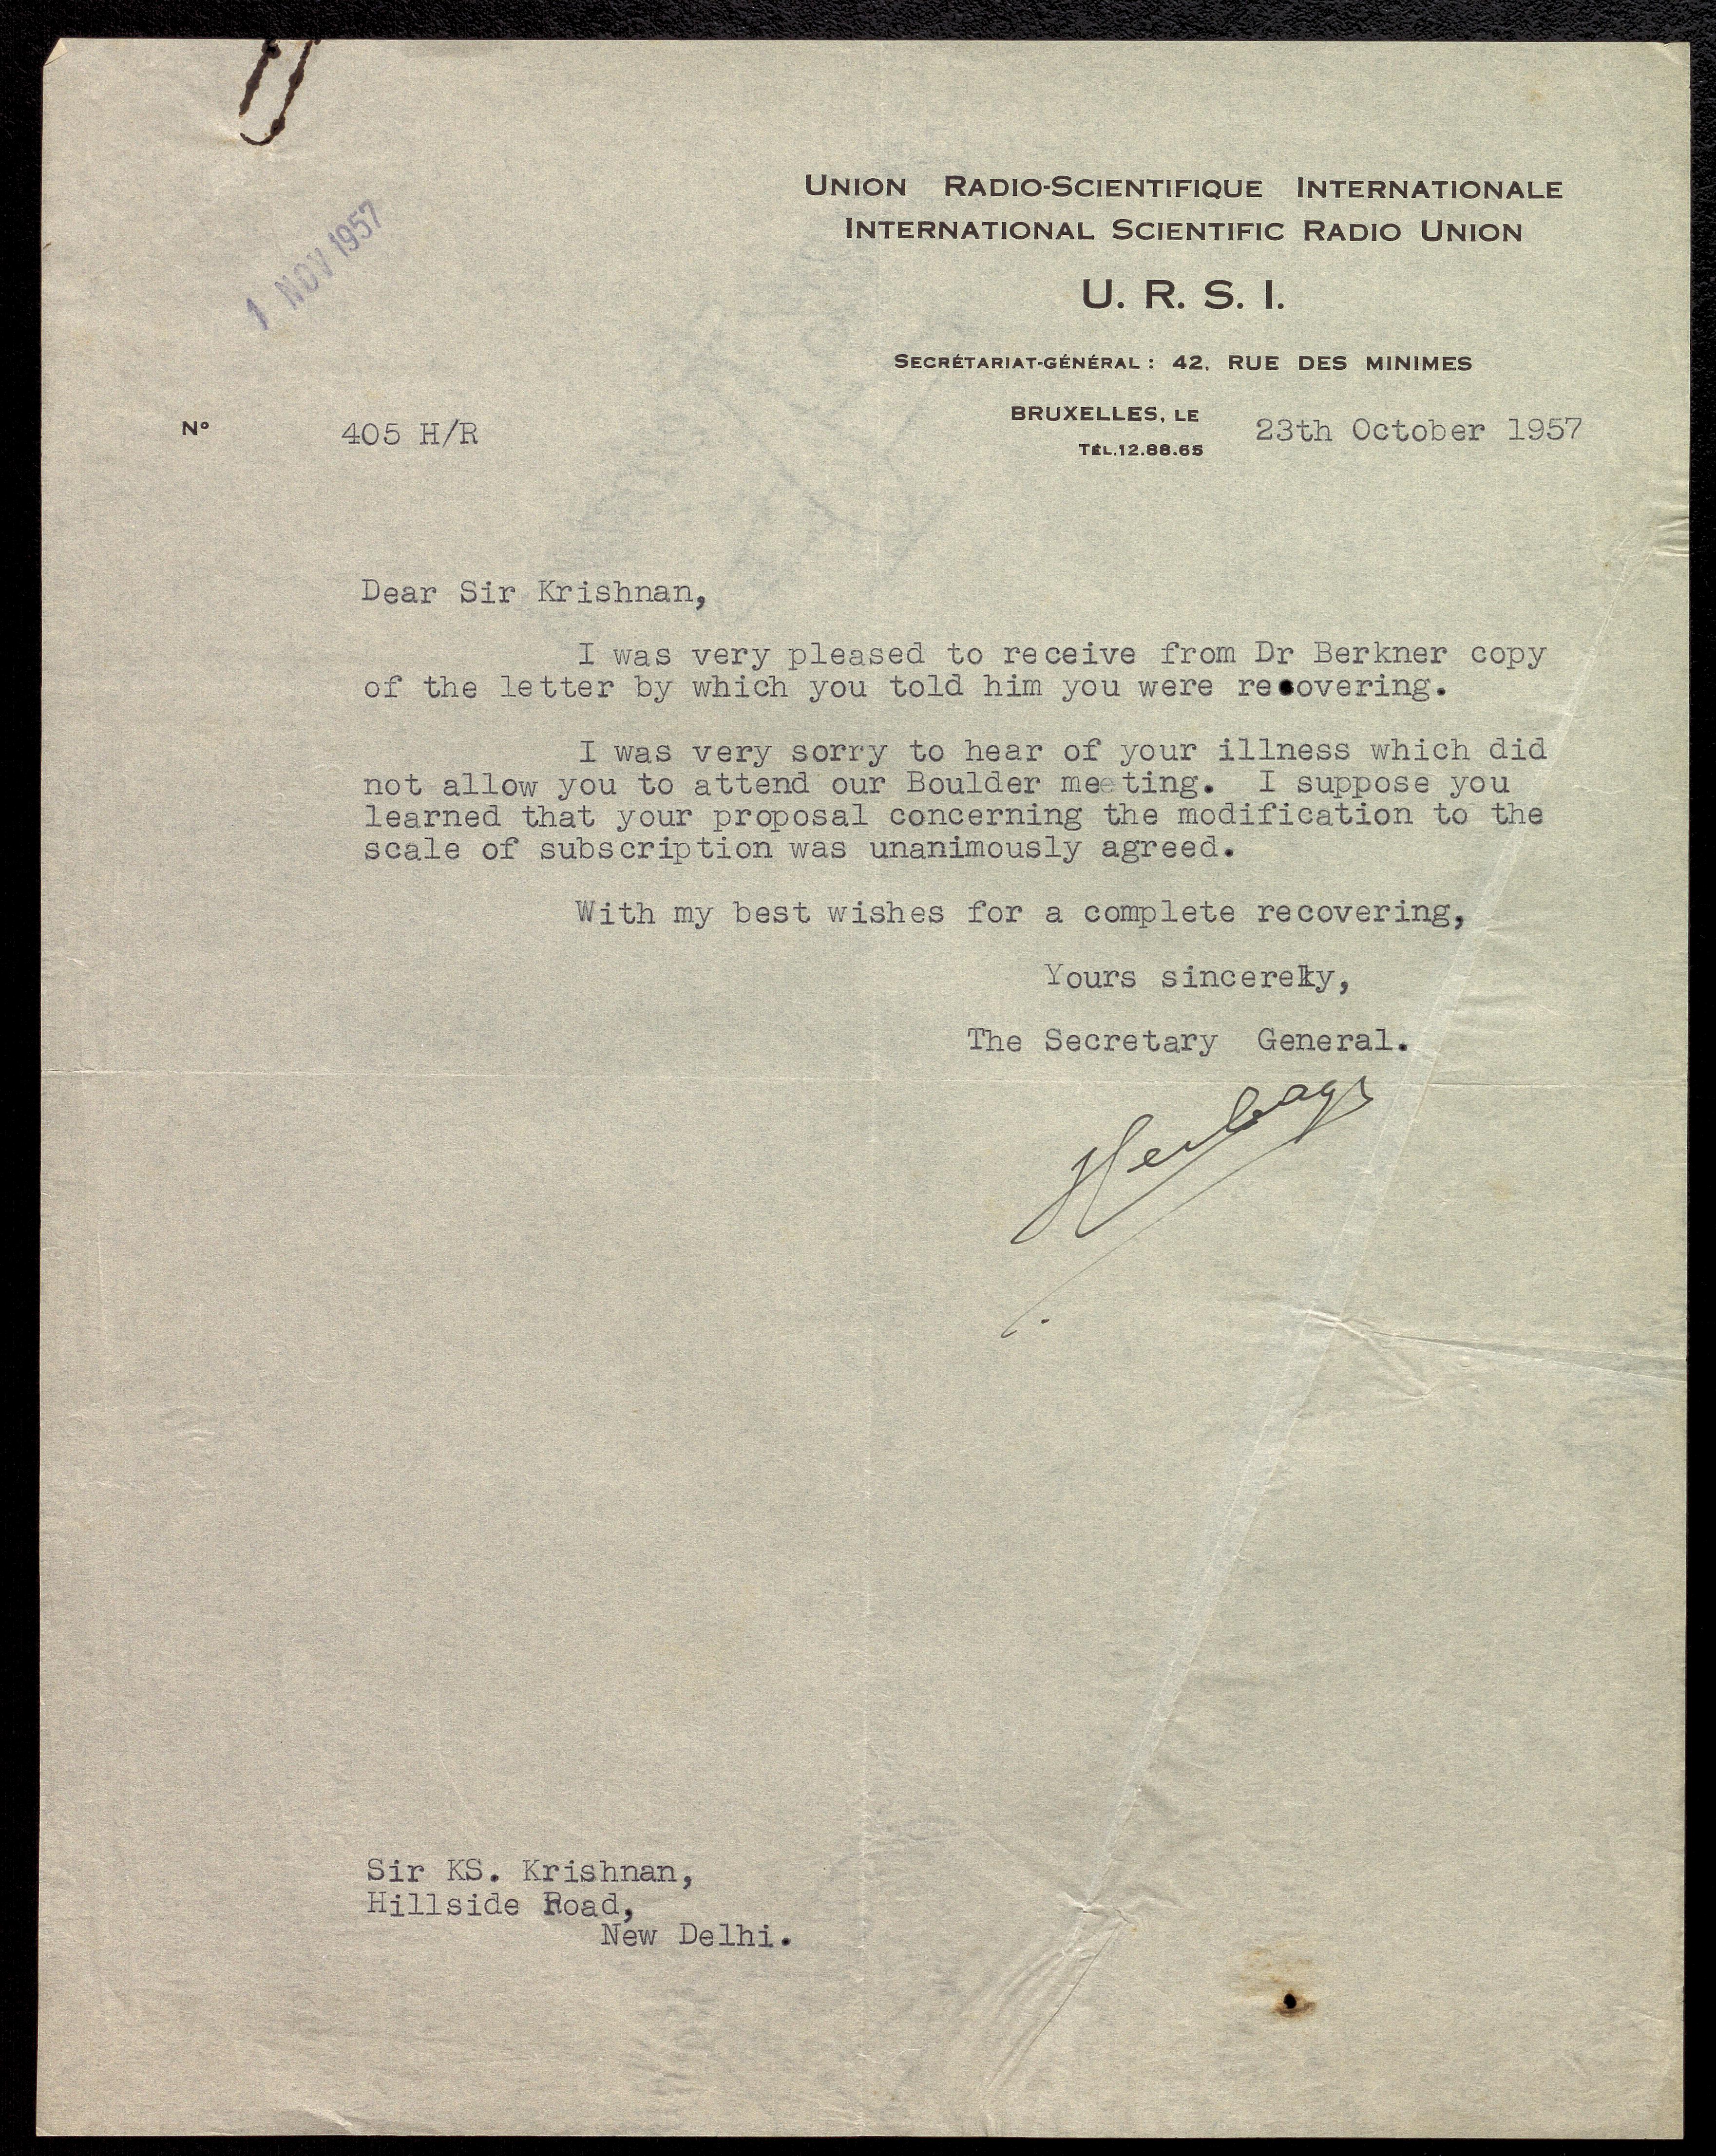 1 NOV 1957
UNION RADIO-SCIENTIFIQUE INTERNATIONALE
INTERNATIONAL SCIENTIFIC RADIO UNION
U. R. S. I.
SECRÉTARIAT-GÉNÉRAL : 42, RUE DES MINIMES
BRUXELLES, LE 23th October 1957
TÉL.12.88.65
N° 405 H/R
Dear Sir Krishnan,
I was very pleased to receive from Dr Berkner copy
of the letter by which you told him you were recovering.
I was very sorry to hear of your illness which did
not allow you to attend our Boulder meeting. I suppose you
learned that your proposal concerning the modification to the
scale of subscription was unanimously agreed.
With my best wishes for a complete recovering,
Yours sincerely,
The Secretary General.
Herbays
Sir KS. Krishnan,
Hillside Road,
New Delhi.